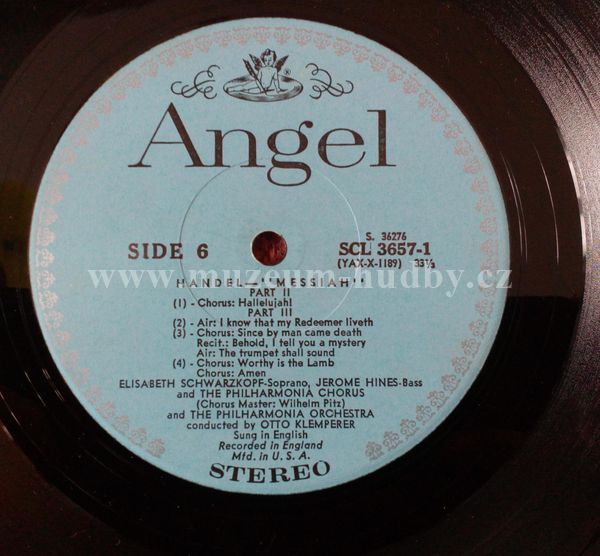 ®
Angel
SIDE 6
S. 36276
SCL 3657-1
(YAX-X-1189) 33⅓
www.muzeum-hudby.cz
HANDEL—"MESSIAH"
PART II
(1) - Chorus: Hallelujah!
PART III
(2) - Air: I know that my Redeemer liveth
(3) - Chorus: Since by man came death
Recit.: Behold, I tell you a mystery
Air: The trumpet shall sound
(4) - Chorus: Worthy is the Lamb
Chorus: Amen
ELISABETH SCHWARZKOPF-Soprano, JEROME HINES-Bass
and THE PHILHARMONIA CHORUS
(Chorus Master: Wilhelm Pitz)
and THE PHILHARMONIA ORCHESTRA
conducted by OTTO KLEMPERER
Sung in English
Recorded in England
Mfd. in U. S. A.
STEREO